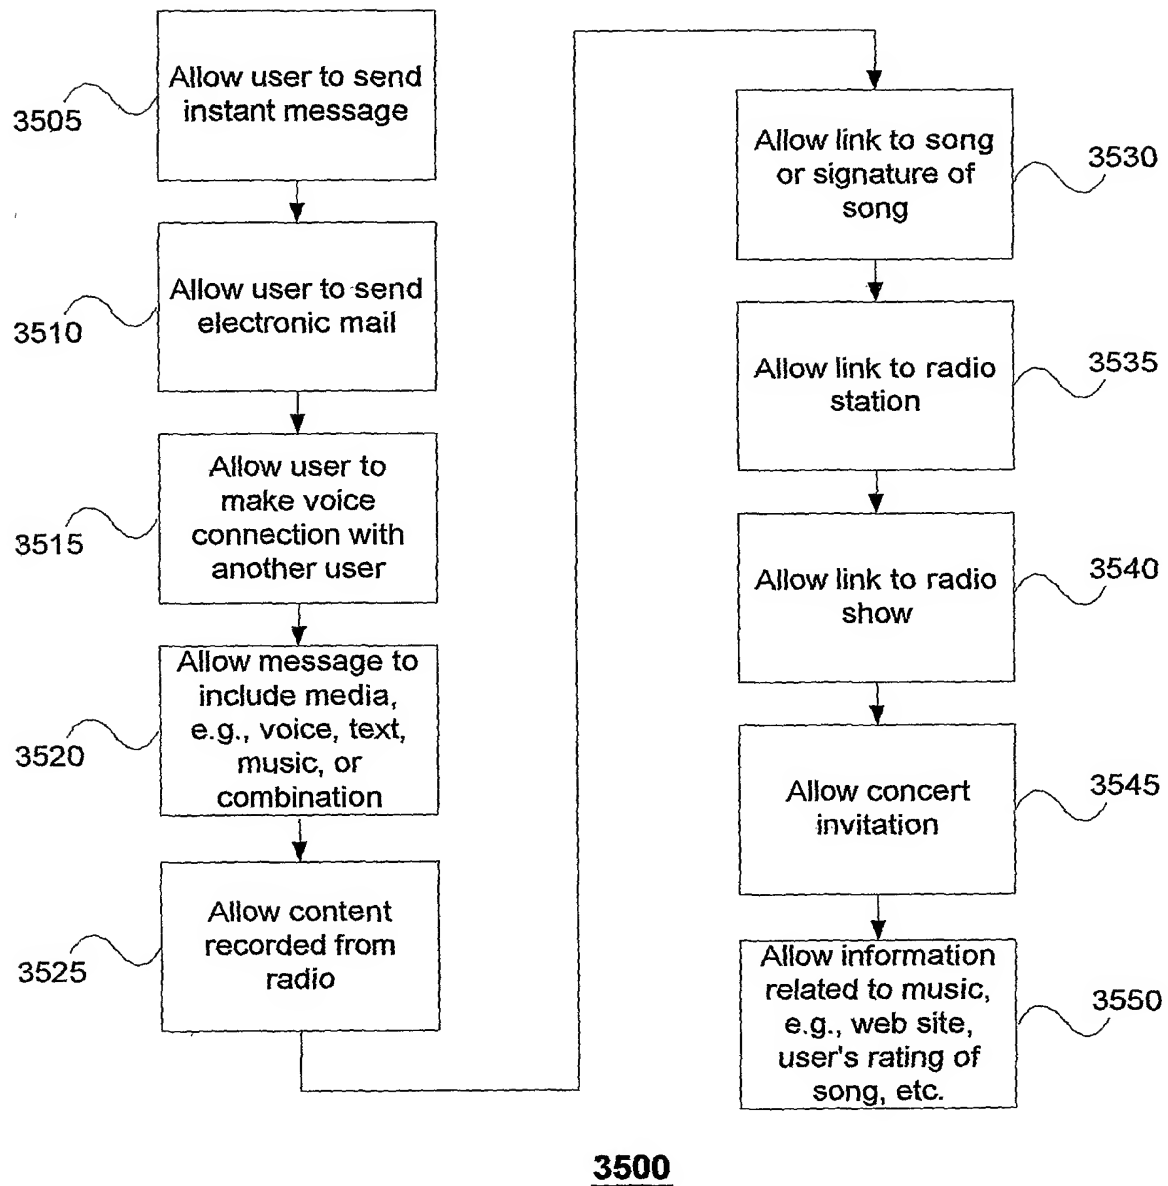 Allow user to send
instant message
3505
Allow user to send
electronic mail
3510
Allow user to
make voice
connection with
another user
3515
Allow message to
include media,
e.g., voice, text,
music, or
combination
3520
Allow content
recorded from
radio
3525
Allow link to song
or signature of
song
3530
Allow link to radio
station
3535
Allow link to radio
show
3540
Allow concert
invitation
3545
Allow information
related to music,
e.g., web site,
user's rating of
song, etc.
3550
3500